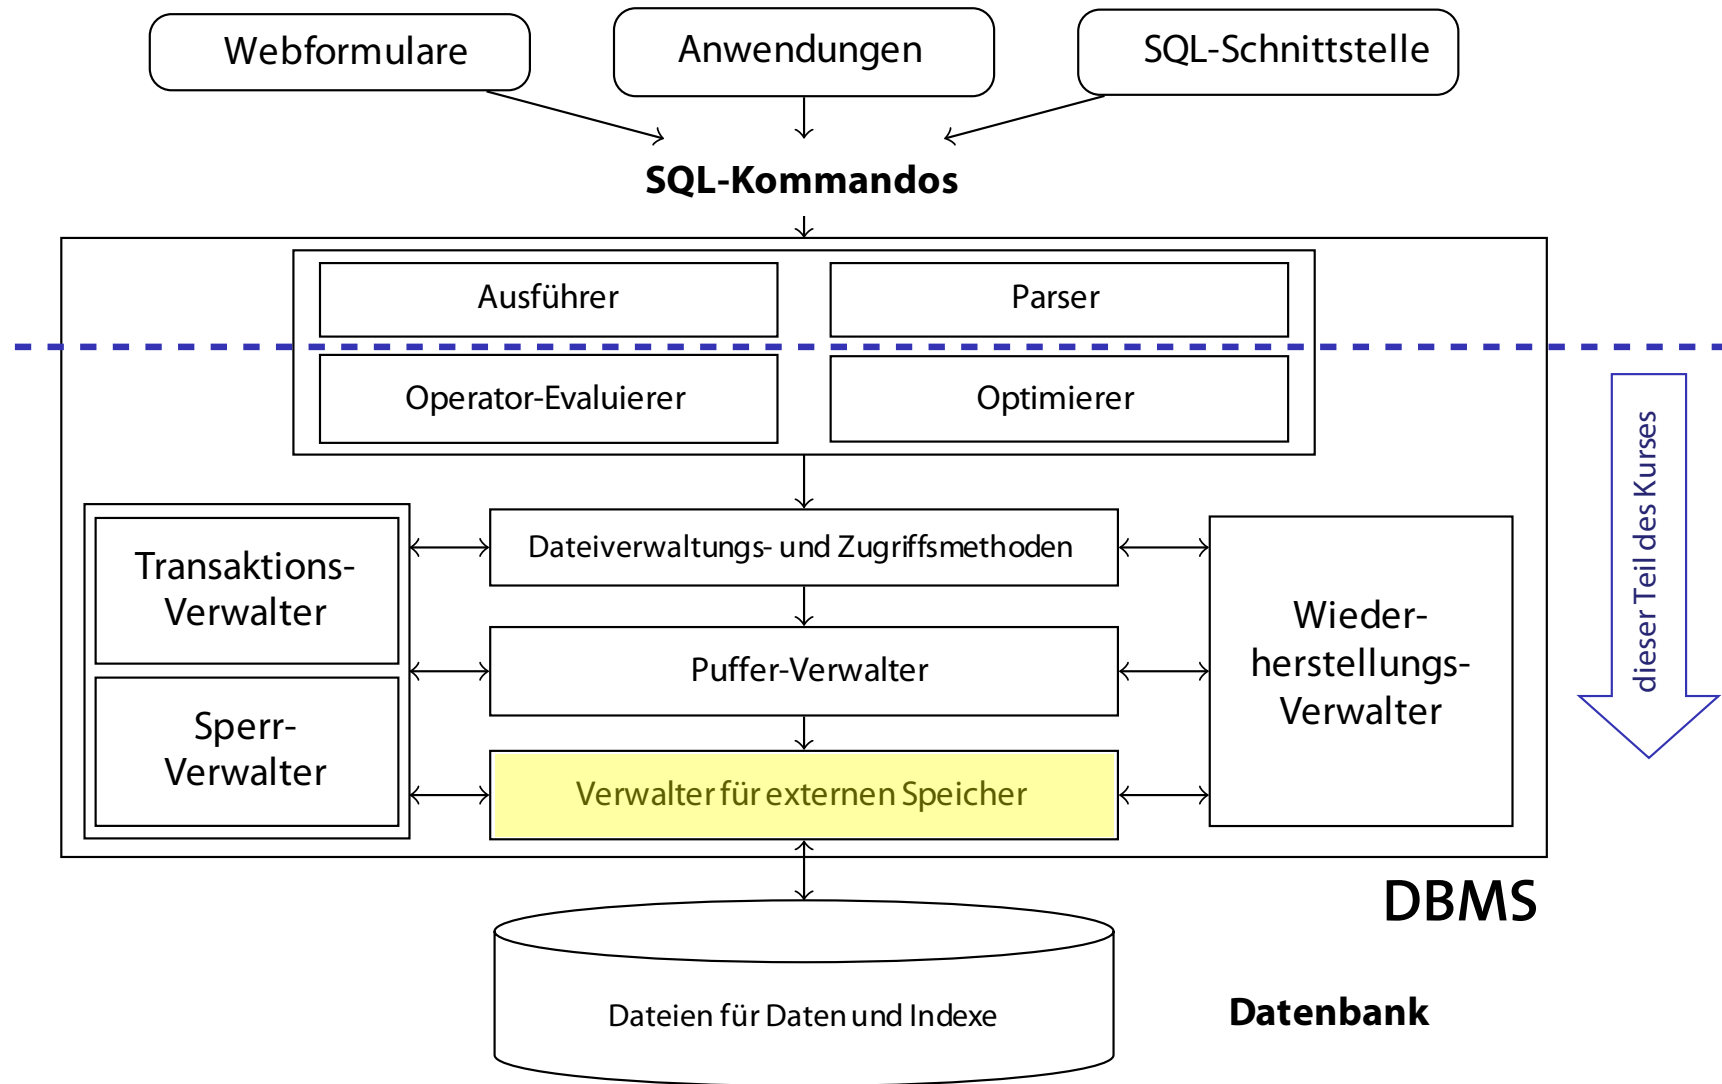 Webformulare
Anwendungen
SQL-Schnittstelle
SQL-Kommandos
Ausführer
Parser
Operator-Evaluierer
Optimierer
dieser Teil des Kurses
Transaktions-
Verwalter
Sperr-
Verwalter
Dateiverwaltungs- und Zugriffsmethoden
Puffer-Verwalter
Verwalter für externen Speicher
Wieder-
herstellungs-
Verwalter
DBMS
Dateien für Daten und Indexe
Datenbank